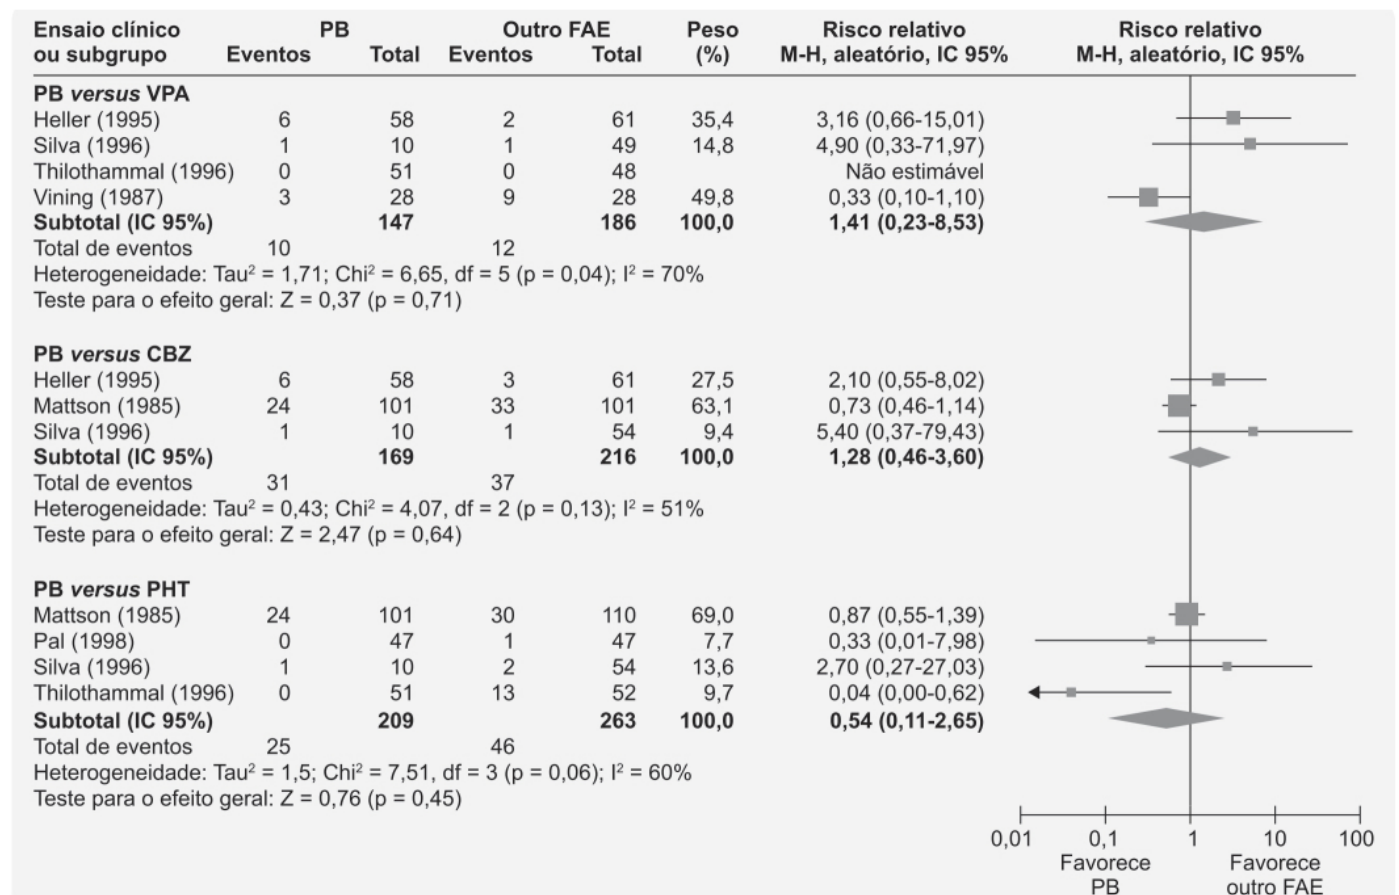 Ensaio clínico PB Outro FAE Peso Risco relativo Risco relativo
ou subgrupo Eventos Total Eventos Total (%) M-H, aleatório, IC 95% M-H, aleatório, IC 95%
PB versus VPA
Heller (1995) 6 58 2 61 35,4 3,16 (0,66-15,01)
Silva (1996) 1 10 1 49 14,8 4,90 (0,33-71,97)
Thilothammal (1996) 0 51 0 48 Não estimável
Vining (1987) 3 28 9 28 49,8 0,33 (0,10-1,10)
Subtotal (IC 95%) 147 186 100,0 1,41 (0,23-8,53)
Total de eventos 10 12
Heterogeneidade: Tau² = 1,71; Chi² = 6,65, df = 5 (p = 0,04); I² = 70%
Teste para o efeito geral: Z = 0,37 (p = 0,71)
PB versus CBZ
Heller (1995) 6 58 3 61 27,5 2,10 (0,55-8,02)
Mattson (1985) 24 101 33 101 63,1 0,73 (0,46-1,14)
Silva (1996) 1 10 1 54 9,4 5,40 (0,37-79,43)
Subtotal (IC 95%) 169 216 100,0 1,28 (0,46-3,60)
Total de eventos 31 37
Heterogeneidade: Tau² = 0,43; Chi² = 4,07, df = 2 (p = 0,13); I² = 51%
Teste para o efeito geral: Z = 2,47 (p = 0,64)
PB versus PHT
Mattson (1985) 24 101 30 110 69,0 0,87 (0,55-1,39)
Pal (1998) 0 47 1 47 7,7 0,33 (0,01-7,98)
Silva (1996) 1 10 2 54 13,6 2,70 (0,27-27,03)
Thilothammal (1996) 0 51 13 52 9,7 0,04 (0,00-0,62)
Subtotal (IC 95%) 209 263 100,0 0,54 (0,11-2,65)
Total de eventos 25 46
Heterogeneidade: Tau² = 1,5; Chi² = 7,51, df = 3 (p = 0,06); I² = 60%
Teste para o efeito geral: Z = 0,76 (p = 0,45)
0,01 0,1 1 10 100
Favorece Favorece
PB outro FAE